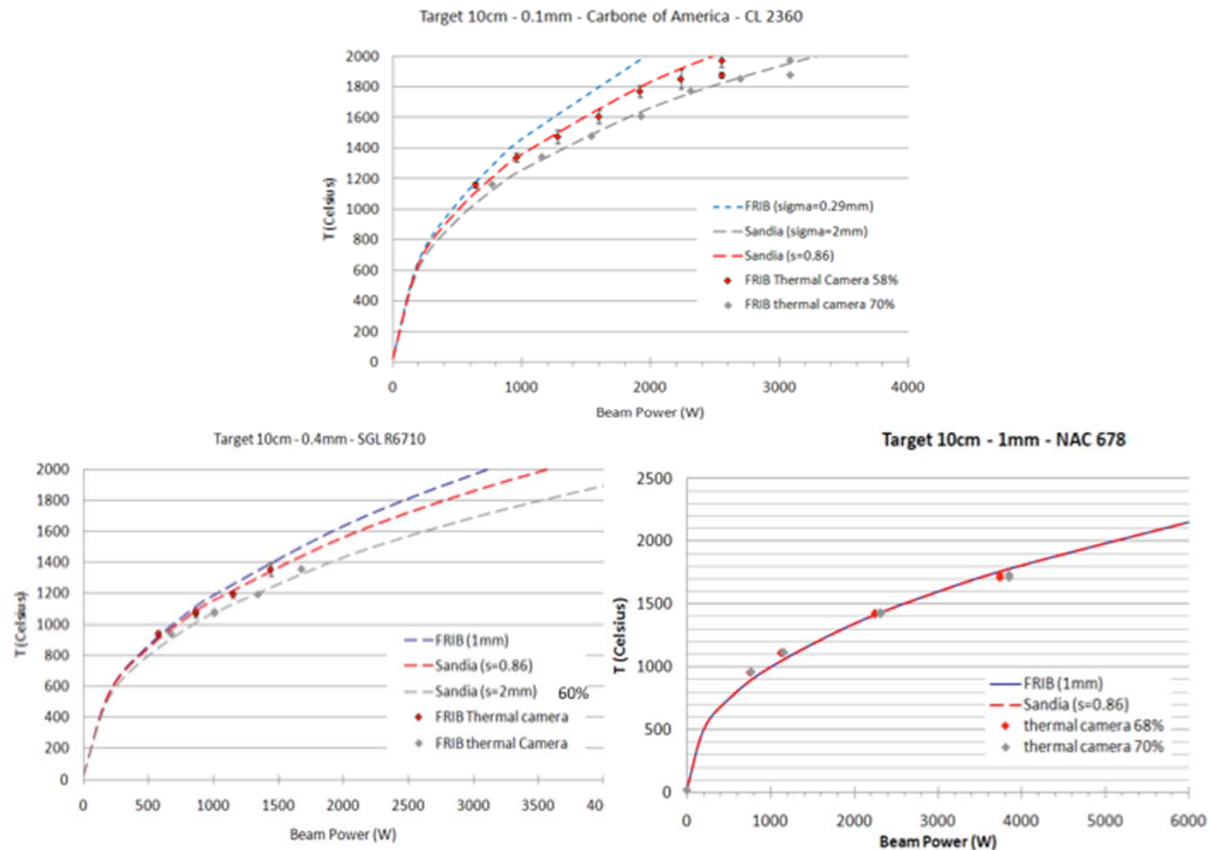 Target 10cm - 0.1mm - Carbone of America - CL 2360
2000
1800
1600
1400
1200
1000
800
600
400
200
0
T (Celsius)
FRIB (sigma=0.29mm)
Sandia (sigma=2mm)
Sandia (s=0.86)
FRIB Thermal Camera 58%
FRIB thermal camera 70%
0 1000 2000 3000 4000
Beam Power (W)
Target 10cm - 0.4mm - SGL R6710
2000
1800
1600
1400
1200
1000
800
600
400
200
0
T (Celsius)
FRIB (1mm)
Sandia (s=0.86)
Sandia (s=2mm) 60%
FRIB Thermal camera
FRIB thermal Camera
0 500 1000 1500 2000 2500 3000 3500 40
Beam Power (W)
Target 10cm - 1mm - NAC 678
2500
2000
1500
1000
500
0
T (Celsius)
FRIB (1mm)
Sandia (s=0.86)
thermal camera 68%
thermal camera 70%
0 1000 2000 3000 4000 5000 6000
Beam Power (W)